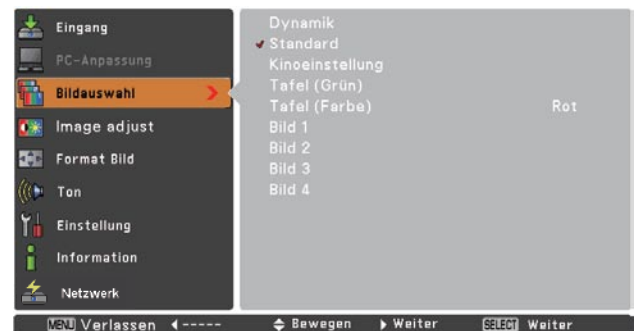 Eingang
PC-Anpassung
Bildauswahl
Image adjust
Format Bild
Ton
Einstellung
Information
Netzwerk
Dynamik
Standard
Kinoeinstellung
Tafel (Grün)
Tafel (Farbe) Rot
Bild 1
Bild 2
Bild 3
Bild 4
MENU Verlassen ----- Bewegen Weiter SELECT Weiter